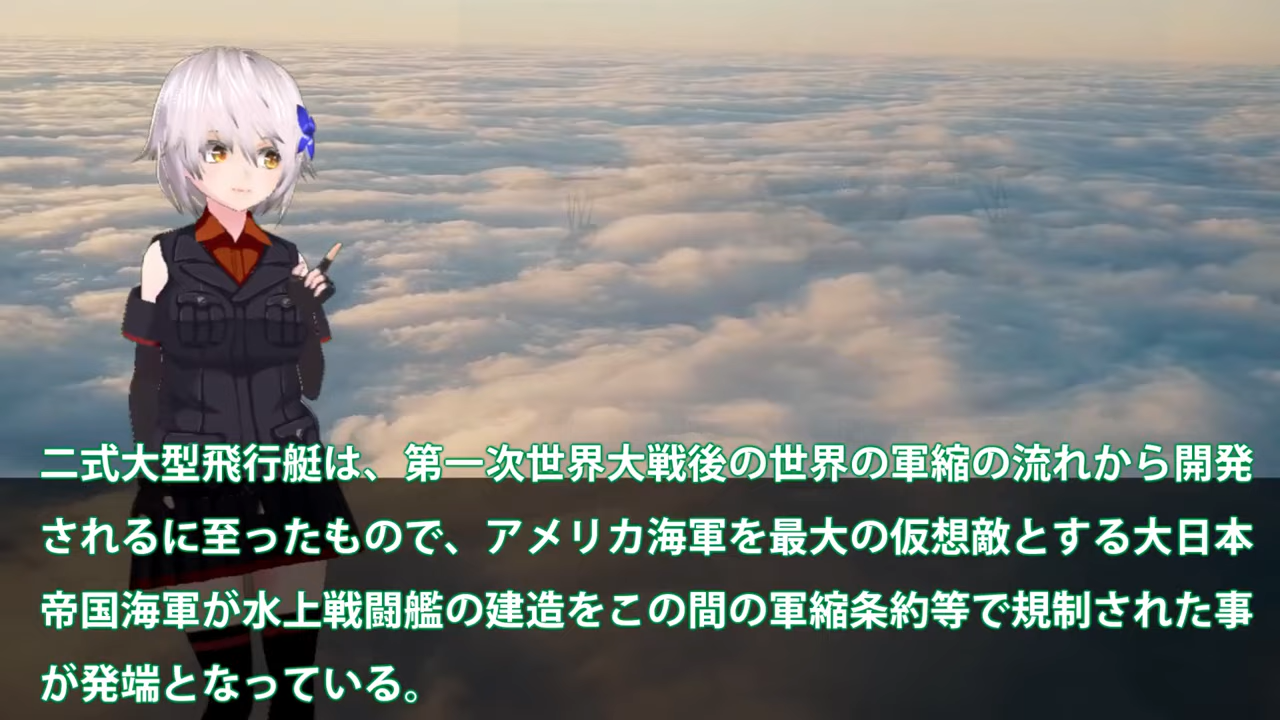 二式大型飛行艇は、第一次世界大戦後の世界の軍縮の流れから開発
されるに至ったもので、アメリカ海軍を最大の仮想敵とする大日本
帝国海軍が水上戦闘艦の建造をこの間の軍縮条約等で規制された事
が発端となっている。